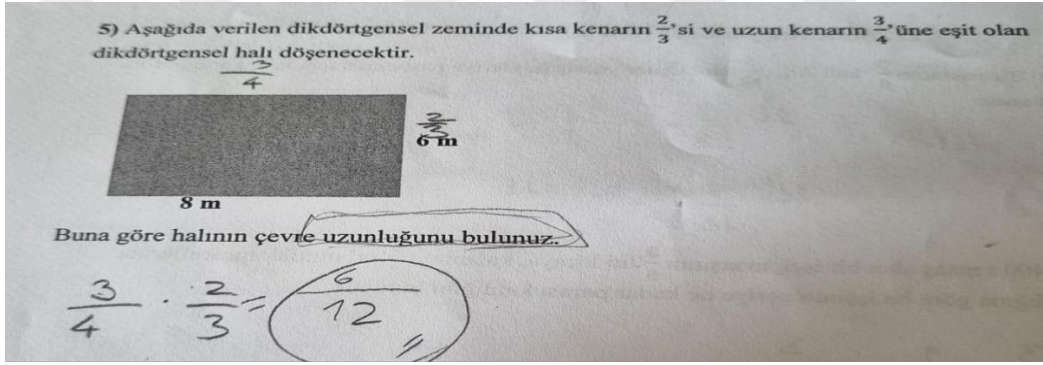 5) Aşağıda verilen dikdörtgensel zeminde kısa kenarın 2/3'si ve uzun kenarın 3/4'üne eşit olan
dikdörtgensel halı döşenecektir.
3/4
2/3
6 m
8 m
Buna göre halının çevre uzunluğunu bulunuz.
3/4 . 2/3 = 6/12